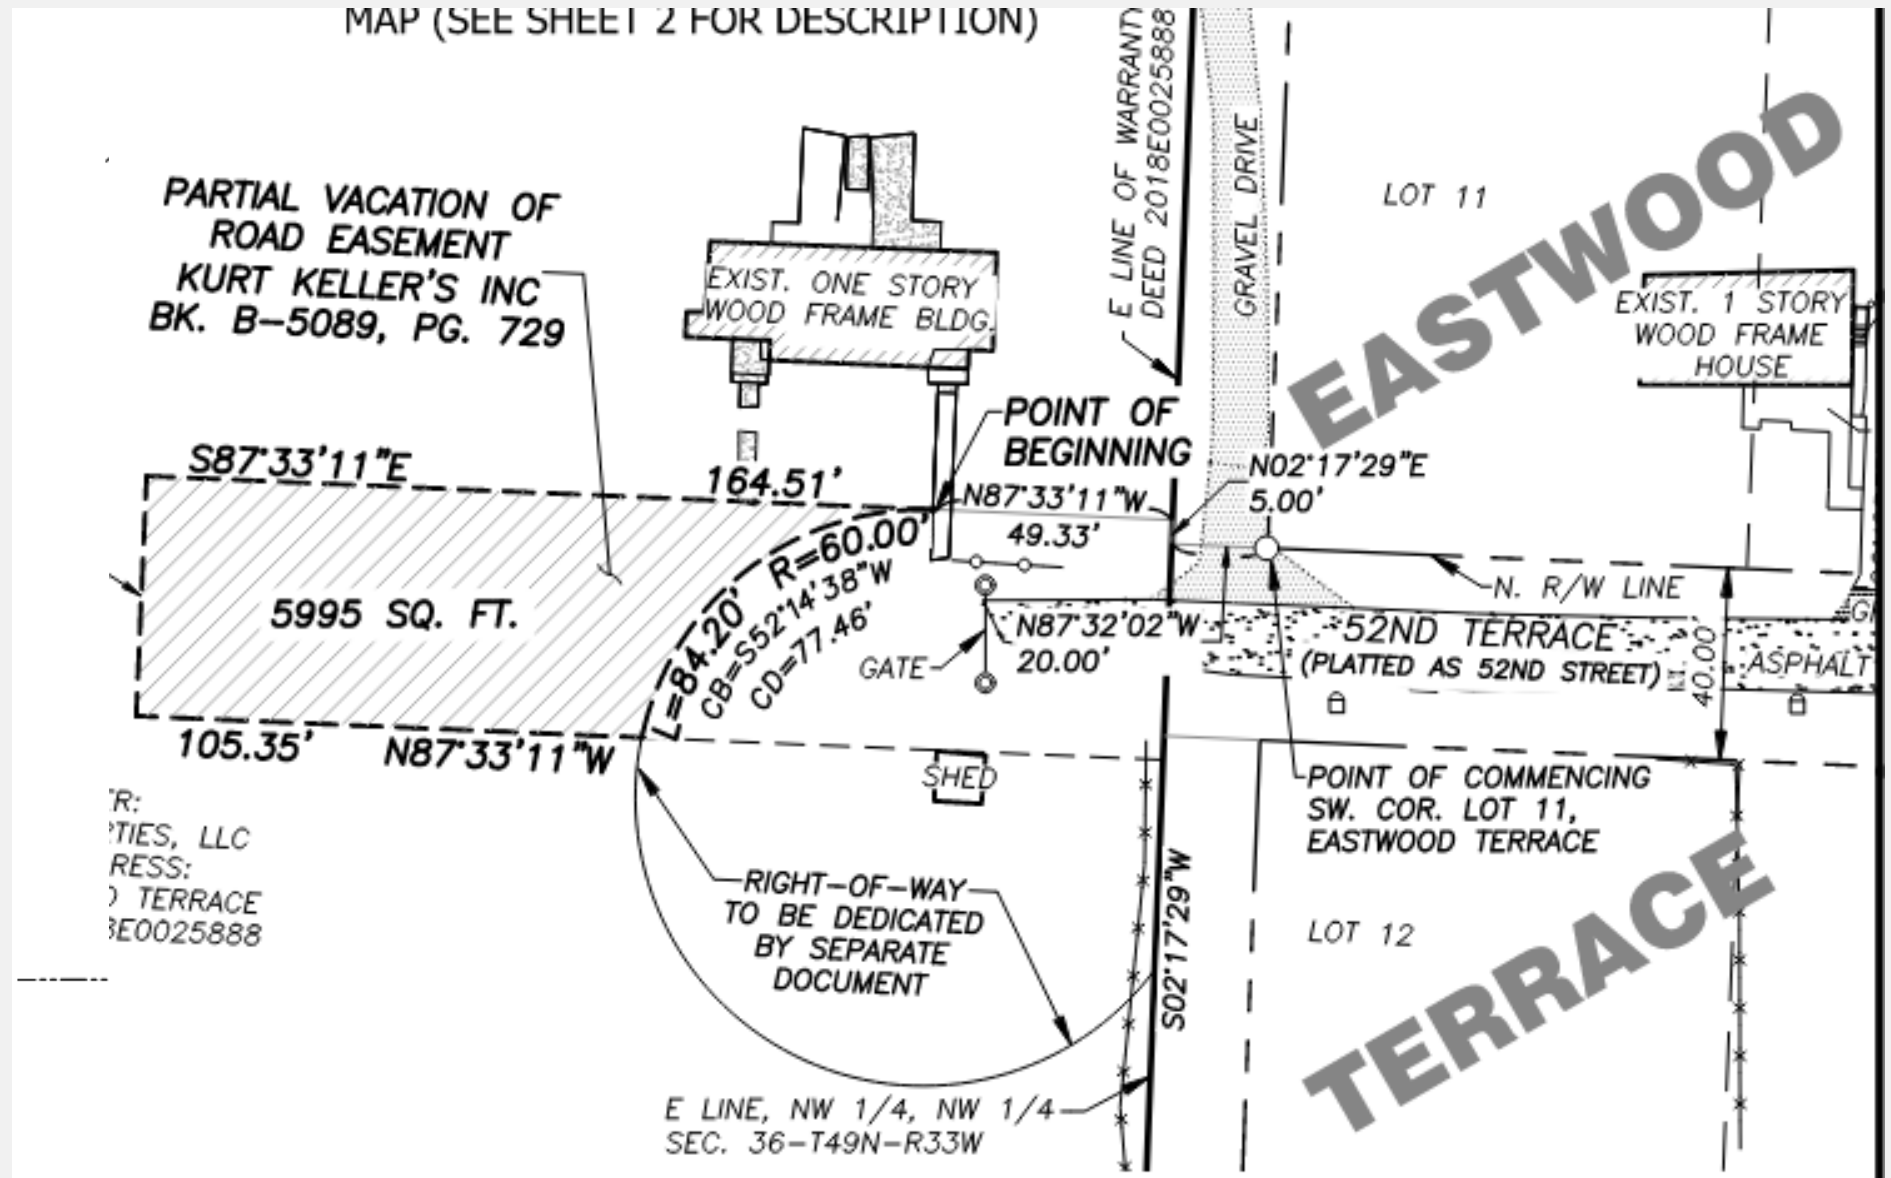 MAP (SEE SHEET 2 FOR DESCRIPTION)
E LINE OF WARRANTY
DEED 2018E0025888
GRAVEL DRIVE
LOT 11
EASTWOOD
PARTIAL VACATION OF
ROAD EASEMENT
KURT KELLER'S INC
BK. B-5089, PG. 729
EXIST. ONE STORY
WOOD FRAME BLDG.
EXIST. 1 STORY
WOOD FRAME
HOUSE
POINT OF
BEGINNING
S87°33'11"E
164.51'
N87°33'11"W
49.33'
N02°17'29"E
5.00'
R=60.00'
L=84.20'
CB=S52°14'38"W
CD=77.46'
5995 SQ. FT.
N. R/W LINE
GATE
N87°32'02"W
20.00'
52ND TERRACE
(PLATTED AS 52ND STREET)
40.00
ASPHALT
105.35'
N87°33'11"W
SHED
POINT OF COMMENCING
SW. COR. LOT 11,
EASTWOOD TERRACE
TIES, LLC
RESS:
TERRACE
E0025888
RIGHT-OF-WAY
TO BE DEDICATED
BY SEPARATE
DOCUMENT
S02°17'29"W
LOT 12
TERRACE
E LINE, NW 1/4, NW 1/4
SEC. 36-T49N-R33W